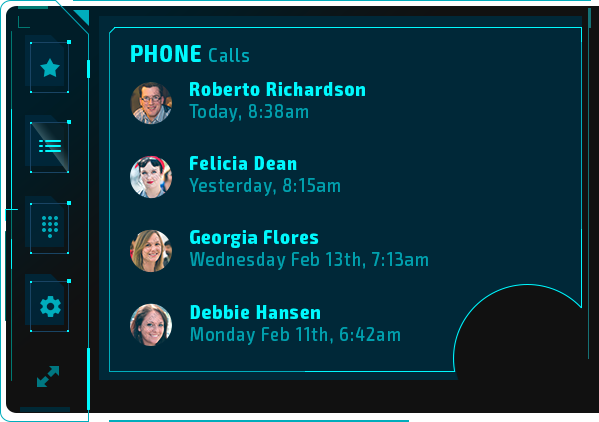 PHONE Calls
Roberto Richardson
Today, 8:38am
Felicia Dean
Yesterday, 8:15am
Georgia Flores
Wednesday Feb 13th, 7:13am
Debbie Hansen
Monday Feb 11th, 6:42am